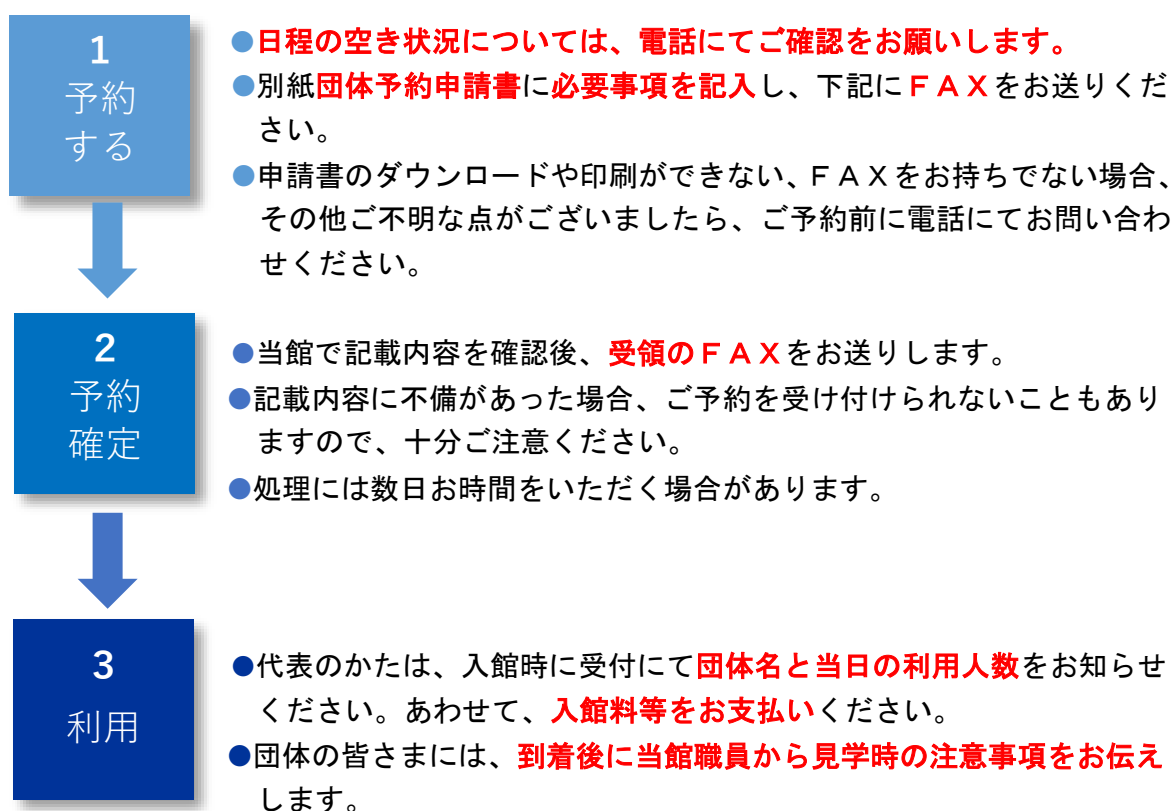 1
予約
する
●日程の空き状況については、電話にてご確認をお願いします。
●別紙団体予約申請書に必要事項を記入し、下記にＦＡＸをお送りくだ
さい。
●申請書のダウンロードや印刷ができない、ＦＡＸをお持ちでない場合、
その他ご不明な点がございましたら、ご予約前に電話にてお問い合わ
せください。
2
予約
確定
●当館で記載内容を確認後、受領のＦＡＸをお送りします。
●記載内容に不備があった場合、ご予約を受け付けられないこともあり
ますので、十分ご注意ください。
●処理には数日お時間をいただく場合があります。
3
利用
●代表のかたは、入館時に受付にて団体名と当日の利用人数をお知らせ
ください。あわせて、入館料等をお支払いください。
●団体の皆さまには、到着後に当館職員から見学時の注意事項をお伝え
します。